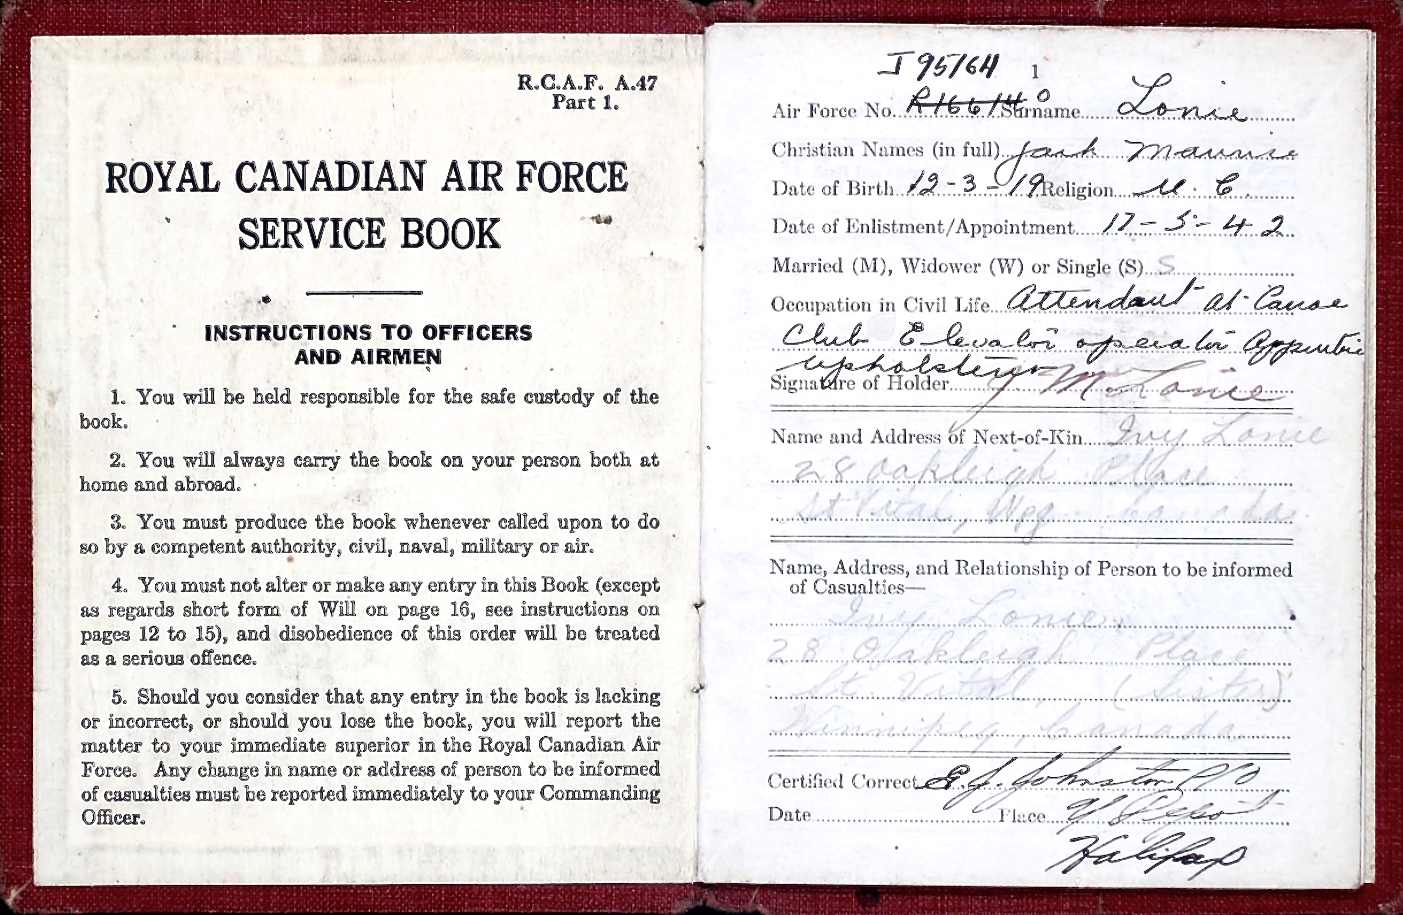 R.C.A.F. A.47
Part 1.
ROYAL CANADIAN AIR FORCE
SERVICE BOOK
INSTRUCTIONS TO OFFICERS
AND AIRMEN
1. You will be held responsible for the safe custody of the
book.
2. You will always carry the book on your person both at
home and abroad.
3. You must produce the book whenever called upon to do
so by a competent authority, civil, naval, military or air.
4. You must not alter or make any entry in this Book (except
as regards short form of Will on page 16, see instructions on
pages 12 to 15), and disobedience of this order will be treated
as a serious offence.
5. Should you consider that any entry in the book is lacking
or incorrect, or should you lose the book, you will report the
matter to your immediate superior in the Royal Canadian Air
Force. Any change in name or address of person to be informed
of casualties must be reported immediately to your Commanding
Officer.
J95164 1
Air Force No. R166140 Surname Lonie
Christian Names (in full) Jack Maurice
Date of Birth 12-3-19 Religion U.C.
Date of Enlistment/Appointment 17-5-42
Married (M), Widower (W) or Single (S) S
Occupation in Civil Life Attendant at Canoe
Club Elevator operator Apprentice
upholsterer
Signature of Holder J M Lonie
Name and Address of Next-of-Kin Ivy Lonie
28 Oakleigh Place
St Vital, Wpg Canada
Name, Address, and Relationship of Person to be informed
of Casualties—
Ivy Lonie
28 Oakleigh Place
St Vital, (Sister)
Winnipeg, Canada
Certified Correct E.J. Johnston P/O
Date Place Y Depot
Halifax